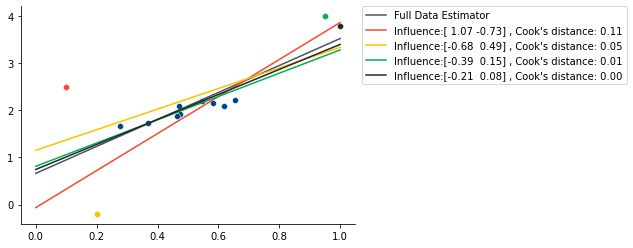 4
3
2
1
0
0.0 0.2 0.4 0.6 0.8 1.0
Full Data Estimator
Influence:[ 1.07 -0.73] , Cook's distance: 0.11
Influence:[-0.68  0.49] , Cook's distance: 0.05
Influence:[-0.39  0.15] , Cook's distance: 0.01
Influence:[-0.21  0.08] , Cook's distance: 0.00